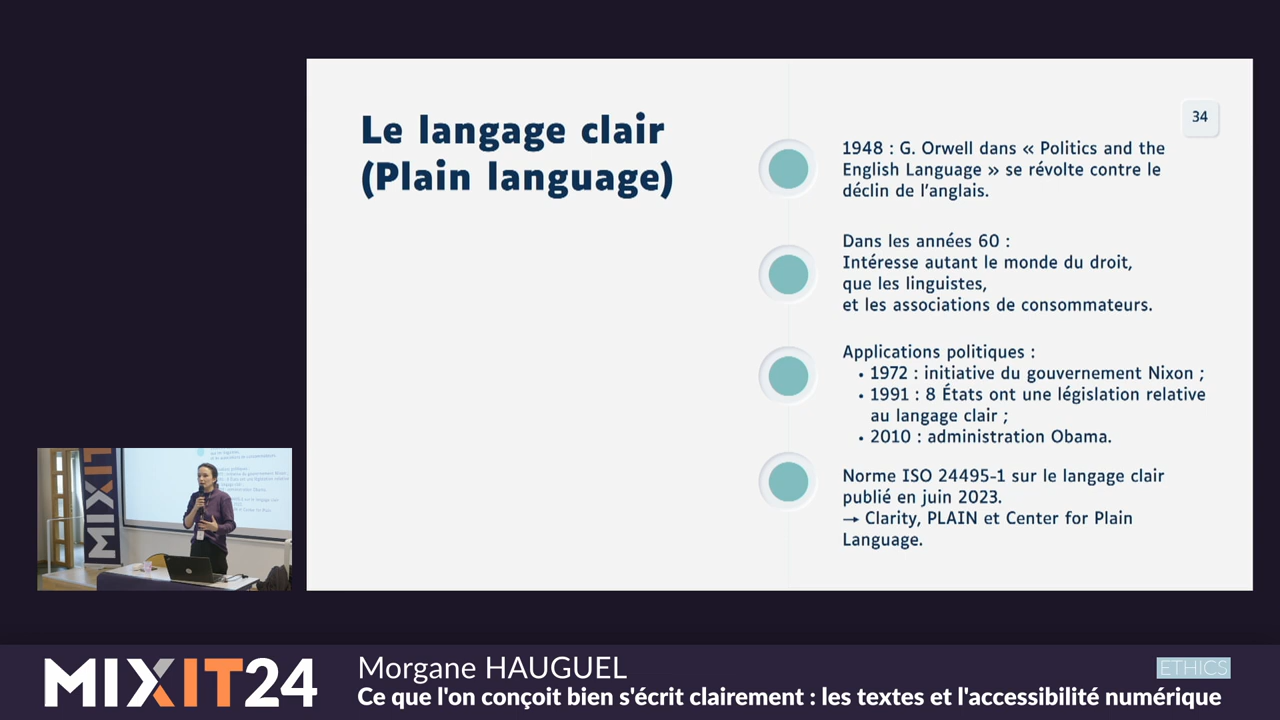 Le langage clair
(Plain language)
34
1948 : G. Orwell dans « Politics and the
English Language » se révolte contre le
déclin de l'anglais.
Dans les années 60 :
Intéresse autant le monde du droit,
que les linguistes,
et les associations de consommateurs.
Applications politiques :
• 1972 : initiative du gouvernement Nixon ;
• 1991 : 8 États ont une législation relative
au langage clair ;
• 2010 : administration Obama.
Norme ISO 24495-1 sur le langage clair
publié en juin 2023.
→ Clarity, PLAIN et Center for Plain
Language.
MIXIT
MIXIT24
Morgane HAUGUEL
ETHICS
Ce que l'on conçoit bien s'écrit clairement : les textes et l'accessibilité numérique